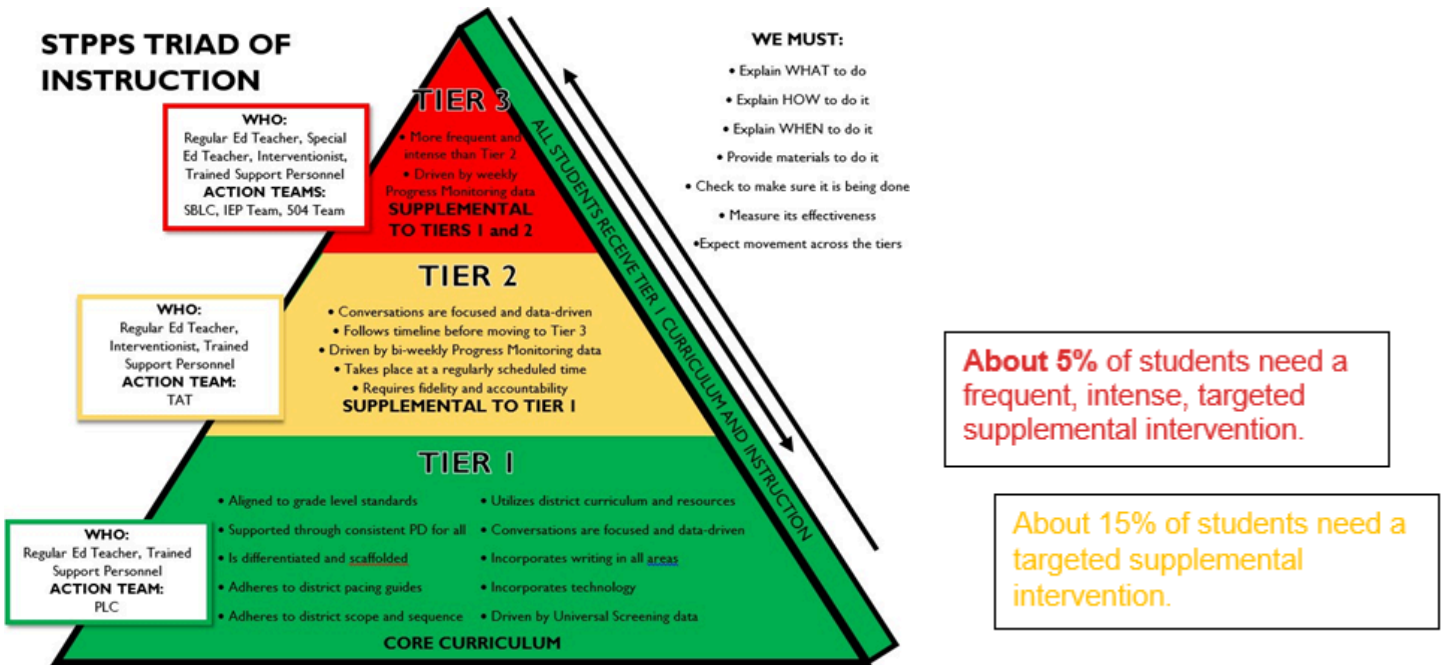 STPPS TRIAD OF
INSTRUCTION
WHO:
Regular Ed Teacher, Special
Ed Teacher, Interventionist,
Trained Support Personnel
ACTION TEAMS:
SBLC, IEP Team, 504 Team
TIER 3
• More frequent and
intense than Tier 2
• Driven by weekly
Progress Monitoring data
SUPPLEMENTAL
TO TIERS 1 and 2
WHO:
Regular Ed Teacher,
Interventionist, Trained
Support Personnel
ACTION TEAM:
TAT
TIER 2
• Conversations are focused and data-driven
• Follows timeline before moving to Tier 3
• Driven by bi-weekly Progress Monitoring data
• Takes place at a regularly scheduled time
• Requires fidelity and accountability
SUPPLEMENTAL TO TIER 1
WHO:
Regular Ed Teacher, Trained
Support Personnel
ACTION TEAM:
PLC
TIER 1
• Aligned to grade level standards
• Supported through consistent PD for all
• Is differentiated and scaffolded
• Adheres to district pacing guides
• Adheres to district scope and sequence
• Utilizes district curriculum and resources
• Conversations are focused and data-driven
• Incorporates writing in all areas
• Incorporates technology
• Driven by Universal Screening data
CORE CURRICULUM
ALL STUDENTS RECEIVE TIER 1 CURRICULUM AND INSTRUCTION
WE MUST:
• Explain WHAT to do
• Explain HOW to do it
• Explain WHEN to do it
• Provide materials to do it
• Check to make sure it is being done
• Measure its effectiveness
•Expect movement across the tiers
About 5% of students need a
frequent, intense, targeted
supplemental intervention.
About 15% of students need a
targeted supplemental
intervention.